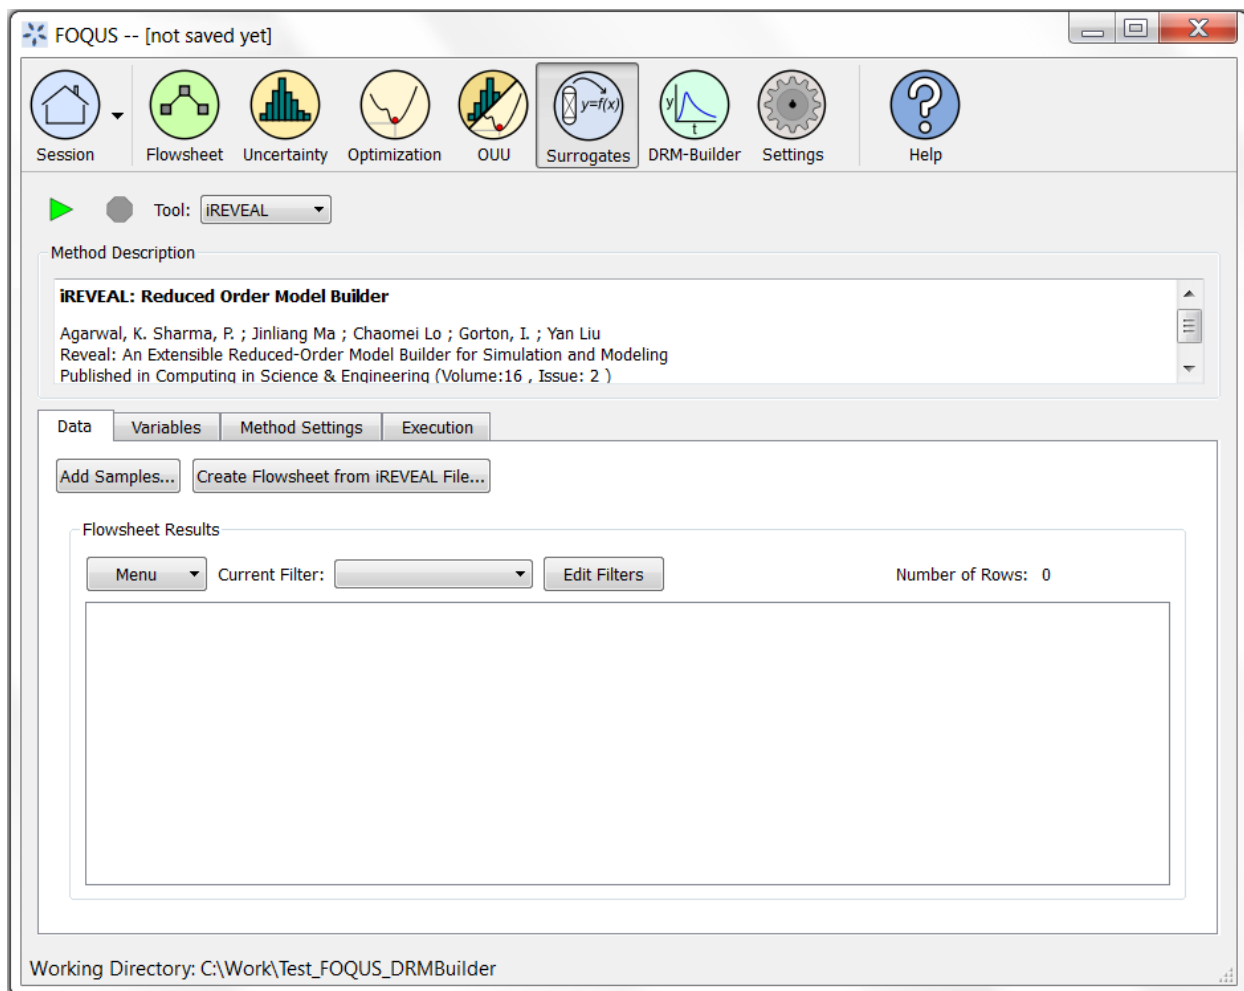 FOQUS -- [not saved yet]
y=f(x)
y
t
Session Flowsheet Uncertainty Optimization OUU Surrogates DRM-Builder Settings Help
Tool: iREVEAL
Method Description
iREVEAL: Reduced Order Model Builder
Agarwal, K. Sharma, P. ; Jinliang Ma ; Chaomei Lo ; Gorton, I. ; Yan Liu
Reveal: An Extensible Reduced-Order Model Builder for Simulation and Modeling
Published in Computing in Science & Engineering (Volume:16 , Issue: 2 )
Data Variables Method Settings Execution
Add Samples... Create Flowsheet from iREVEAL File...
Flowsheet Results
Menu Current Filter: Edit Filters Number of Rows: 0
Working Directory: C:\Work\Test_FOQUS_DRMBuilder